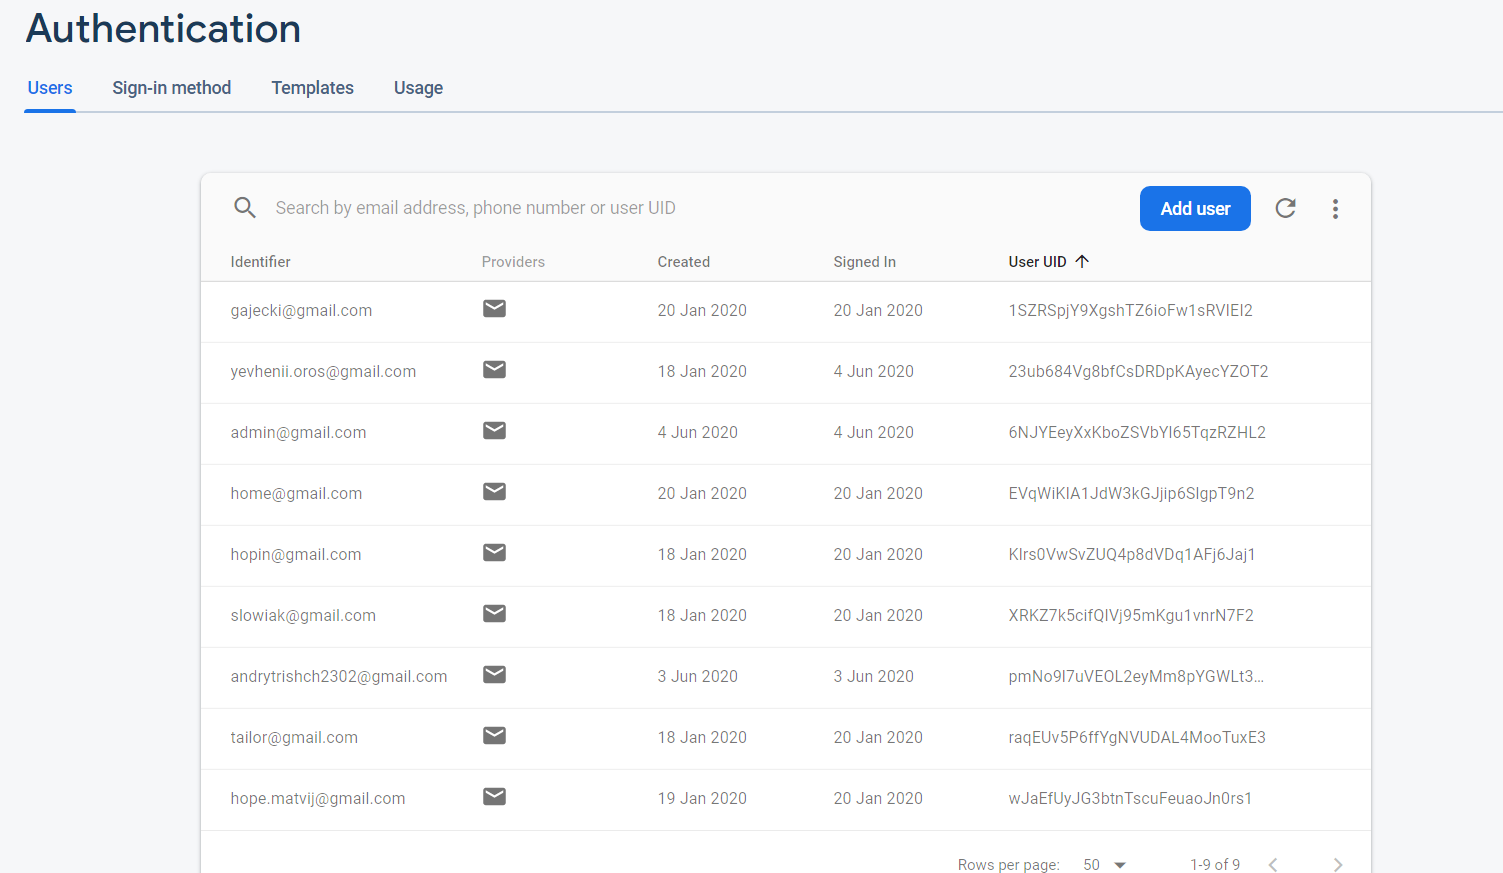 Authentication
Users Sign-in method Templates Usage
Search by email address, phone number or user UID Add user
Identifier Providers Created Signed In User UID
gajecki@gmail.com 20 Jan 2020 20 Jan 2020 1SZRSpjY9XgshTZ6ioFw1sRVlEl2
yevhenii.oros@gmail.com 18 Jan 2020 4 Jun 2020 23ub684Vg8bfCsDRDpKAyecYZOT2
admin@gmail.com 4 Jun 2020 4 Jun 2020 6NJYEeyXxKboZSVbYl65TqzRZHL2
home@gmail.com 20 Jan 2020 20 Jan 2020 EVqWiKlA1JdW3kGJjip6SlgpT9n2
hopin@gmail.com 18 Jan 2020 20 Jan 2020 Klrs0VwSvZUQ4p8dVDq1AFj6Jaj1
slowiak@gmail.com 18 Jan 2020 20 Jan 2020 XRKZ7k5cifQlVj95mKgu1vnrN7F2
andrytrishch2302@gmail.com 3 Jun 2020 3 Jun 2020 pmNo9l7uVEOL2eyMm8pYGWLt3...
tailor@gmail.com 18 Jan 2020 20 Jan 2020 raqEUv5P6ffYgNVUDAL4MooTuxE3
hope.matvij@gmail.com 19 Jan 2020 20 Jan 2020 wJaEfUyJG3btnTscuFeuaoJn0rs1
Rows per page: 50 1-9 of 9